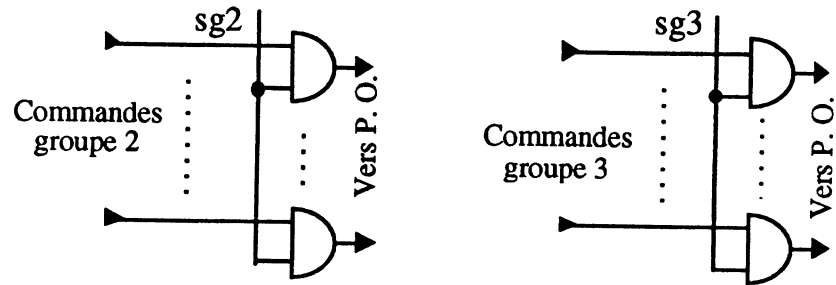 sg2
Commandes
groupe 2
Vers P. O.
sg3
Commandes
groupe 3
Vers P. O.